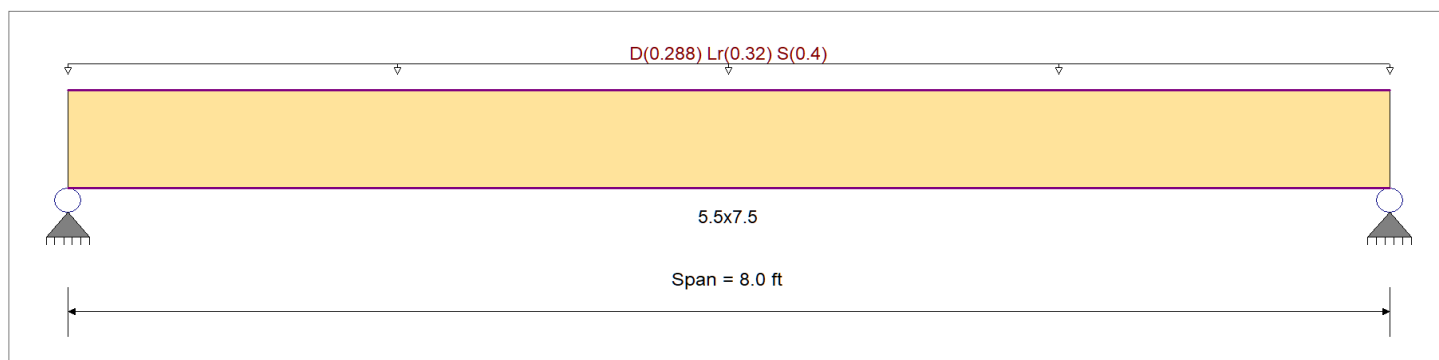 D(0.288) Lr(0.32) S(0.4)
5.5x7.5
Span = 8.0 ft